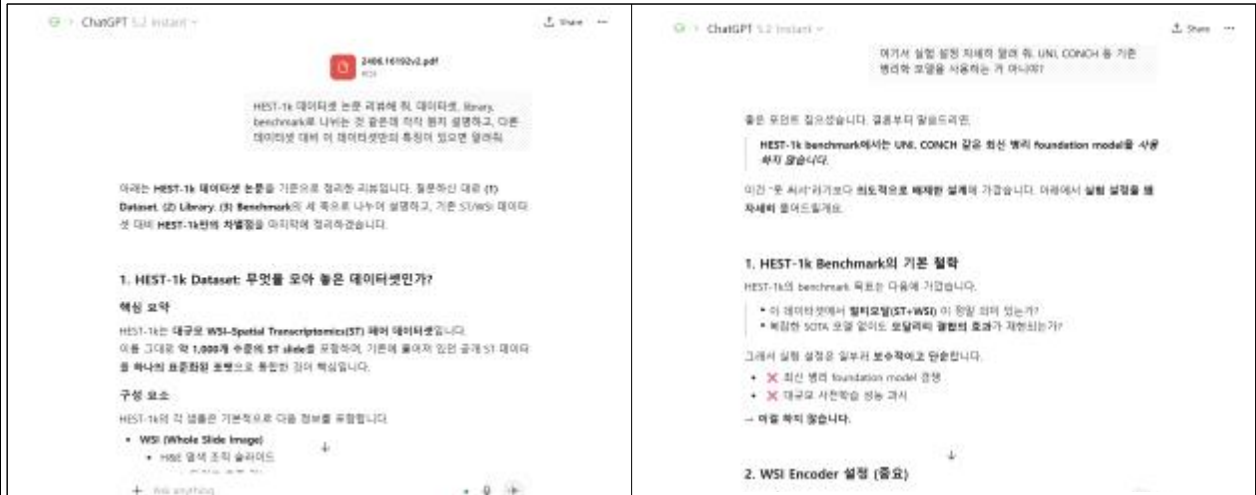 ChatGPT 5.2 Instant
Share
2406.16192v2.pdf
PDF
HEST-1k 데이터셋 논문 리뷰해 줘. 데이터셋, library,
benchmark로 나뉘는 것 같은데 각각 뭔지 설명하고, 다른
데이터셋 대비 이 데이터셋만의 특징이 있으면 알려줘
아래는 HEST-1k 데이터셋 논문을 기준으로 정리한 리뷰입니다. 질문하신 대로 (1)
Dataset, (2) Library, (3) Benchmark의 세 축으로 나누어 설명하고, 기존 ST/WSI 데이터
셋 대비 HEST-1k만의 차별점을 마지막에 정리하겠습니다.
1. HEST-1k Dataset: 무엇을 모아 놓은 데이터셋인가?
핵심 요약
HEST-1k는 대규모 WSI–Spatial Transcriptomics(ST) 페어 데이터셋입니다.
이름 그대로 약 1,000개 수준의 ST slide를 포함하며, 기존에 흩어져 있던 공개 ST 데이터
를 하나의 표준화된 포맷으로 통합한 것이 핵심입니다.
구성 요소
HEST-1k의 각 샘플은 기본적으로 다음 정보를 포함합니다.
• WSI (Whole Slide Image)
• H&E 염색 조직 슬라이드
Ask anything
ChatGPT 5.2 Instant
Share
여기서 실험 설정 자세히 알려 줘. UNI, CONCH 등 기존
병리학 모델을 사용하는 거 아니야?
좋은 포인트 짚으셨습니다. 결론부터 말씀드리면,
HEST-1k benchmark에서는 UNI, CONCH 같은 최신 병리 foundation model을 사용
하지 않습니다.
이건 "못 써서"라기보다 의도적으로 배제한 설계에 가깝습니다. 아래에서 실험 설정을 왜
자세히 풀어드릴게요.
1. HEST-1k Benchmark의 기본 철학
HEST-1k의 benchmark 목표는 다음에 가깝습니다.
• 이 데이터셋에서 멀티모달(ST+WSI) 이 정말 의미 있는가?
• 복잡한 SOTA 모델 없이도 모달리티 결합의 효과가 재현되는가?
그래서 실험 설정은 일부러 보수적이고 단순합니다.
• ❌ 최신 병리 foundation model 경쟁
• ❌ 대규모 사전학습 성능 과시
→ 이걸 하지 않습니다.
2. WSI Encoder 설정 (중요)